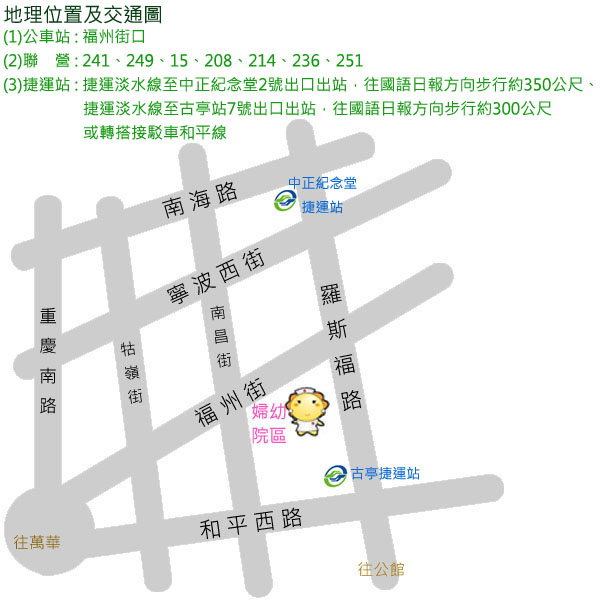 地理位置及交通圖
(1)公車站 : 福州街口
(2)聯　營 : 241、249、15、208、214、236、251
(3)捷運站 : 捷運淡水線至中正紀念堂2號出口出站，往國語日報方向步行約350公尺、
捷運淡水線至古亭站7號出口出站，往國語日報方向步行約300公尺
或轉搭接駁車和平線
中正紀念堂
捷運站
南海路
寧波西街
重慶南路
牯嶺街
南昌街
羅斯福路
福州街
婦幼
院區
古亭捷運站
和平西路
往萬華
往公館